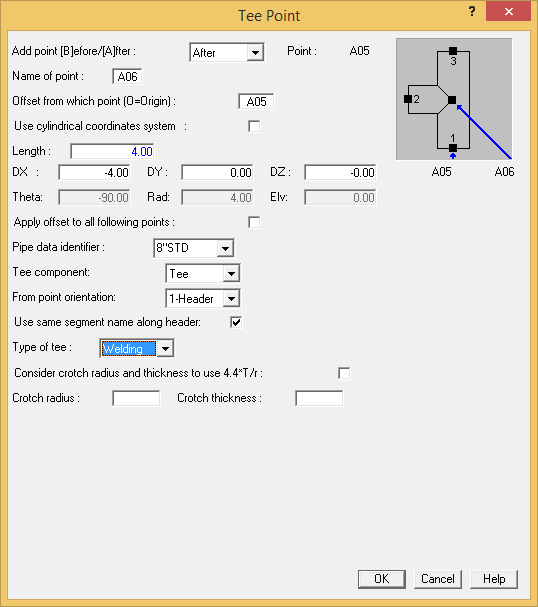 Tee Point
? ×
Add point [B]efore/[A]fter : After Point : A05
Name of point : A06
Offset from which point (O=Origin) : A05
Use cylindrical coordinates system :
Length : 4.00
DX : -4.00 DY : 0.00 DZ : -0.00
Theta: -90.00 Rad: 4.00 Elv: 0.00
Apply offset to all following points :
Pipe data identifier : 8"STD
Tee component: Tee
From point orientation: 1-Header
Use same segment name along header:
Type of tee : Welding
Consider crotch radius and thickness to use 4.4*T/r :
Crotch radius : Crotch thickness :
3
2
1
A05 A06
OK Cancel Help